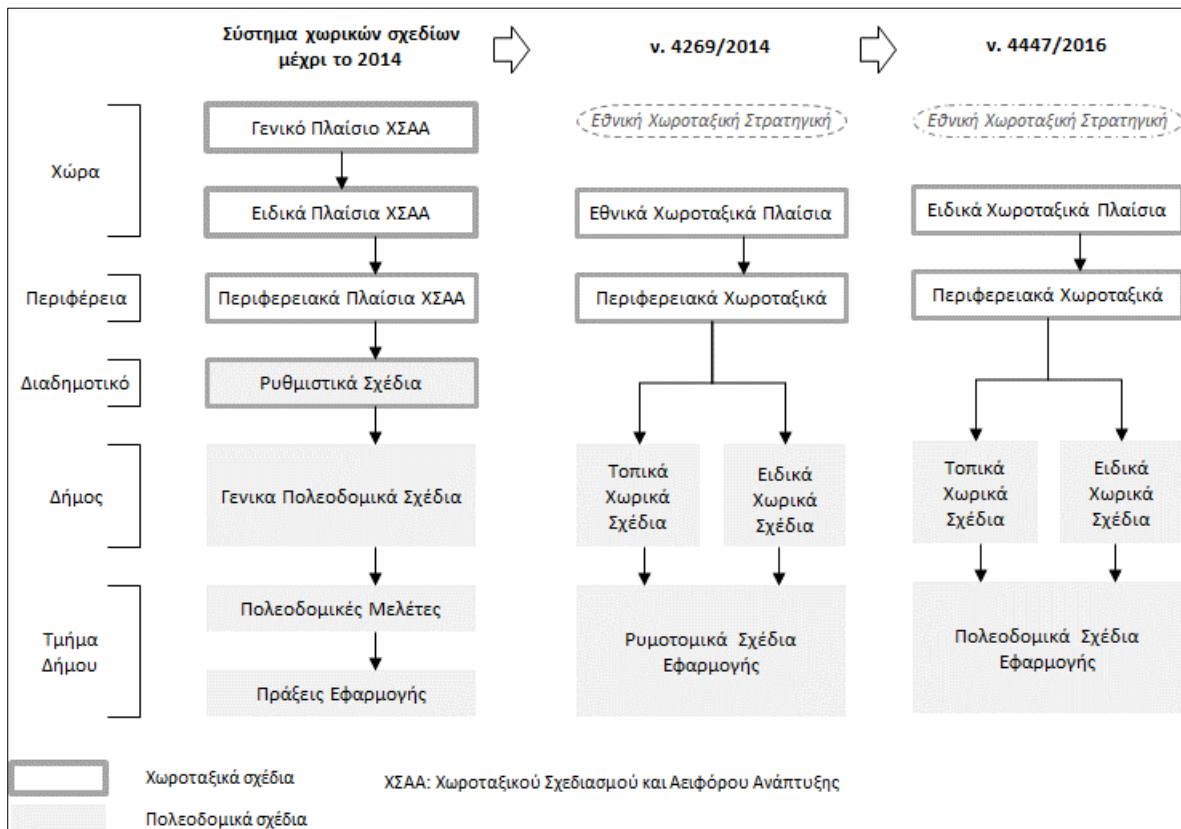 Σύστημα χωρικών σχεδίων
μέχρι το 2014
ν. 4269/2014
ν. 4447/2016
Χώρα
Γενικό Πλαίσιο ΧΣΑΑ
Εθνική Χωροταξική Στρατηγική
Εθνική Χωροταξική Στρατηγική
Ειδικά Πλαίσια ΧΣΑΑ
Εθνικά Χωροταξικά Πλαίσια
Ειδικά Χωροταξικά Πλαίσια
Περιφέρεια
Περιφερειακά Πλαίσια ΧΣΑΑ
Περιφερειακά Χωροταξικά
Περιφερειακά Χωροταξικά
Διαδημοτικό
Ρυθμιστικά Σχέδια
Δήμος
Γενικα Πολεοδομικά Σχέδια
Τοπικά
Χωρικά
Σχέδια
Ειδικά
Χωρικά
Σχέδια
Τοπικά
Χωρικά
Σχέδια
Ειδικά
Χωρικά
Σχέδια
Τμήμα
Δήμου
Πολεοδομικές Μελέτες
Πράξεις Εφαρμογής
Ρυμοτομικά Σχέδια
Εφαρμογής
Πολεοδομικά Σχέδια
Εφαρμογής
Χωροταξικά σχέδια
ΧΣΑΑ: Χωροταξικού Σχεδιασμού και Αειφόρου Ανάπτυξης
Πολεοδομικά σχέδια